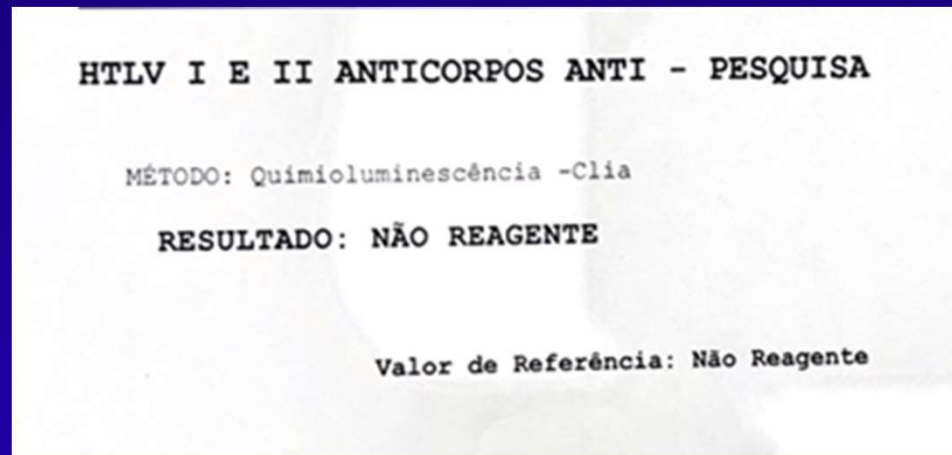 HTLV I E II ANTICORPOS ANTI - PESQUISA
MÉTODO: Quimioluminescência -Clia
RESULTADO: NÃO REAGENTE
Valor de Referência: Não Reagente